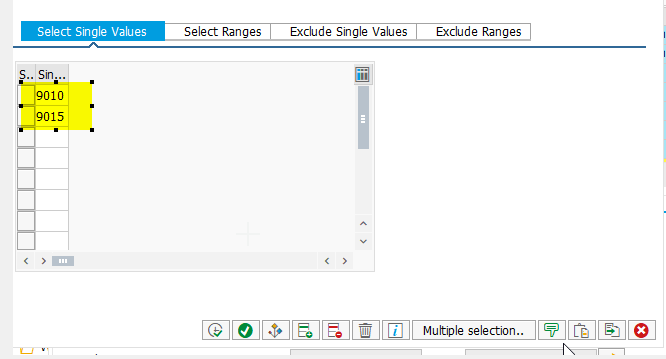 Select Single Values Select Ranges Exclude Single Values Exclude Ranges
S.. Sin...
9010
9015
Multiple selection..